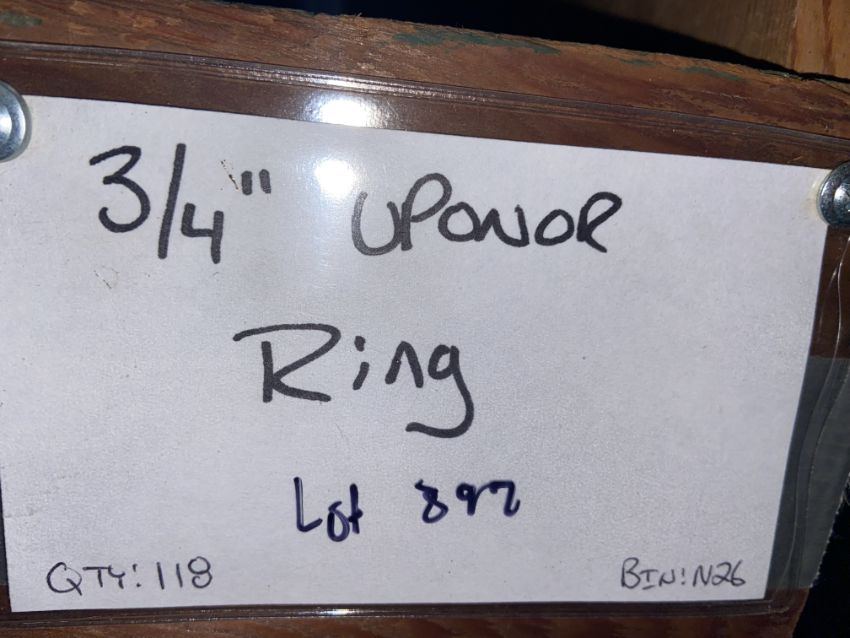 3/4" UPONOR
Ring
Lot 892
QTY: 118 BIN: N26